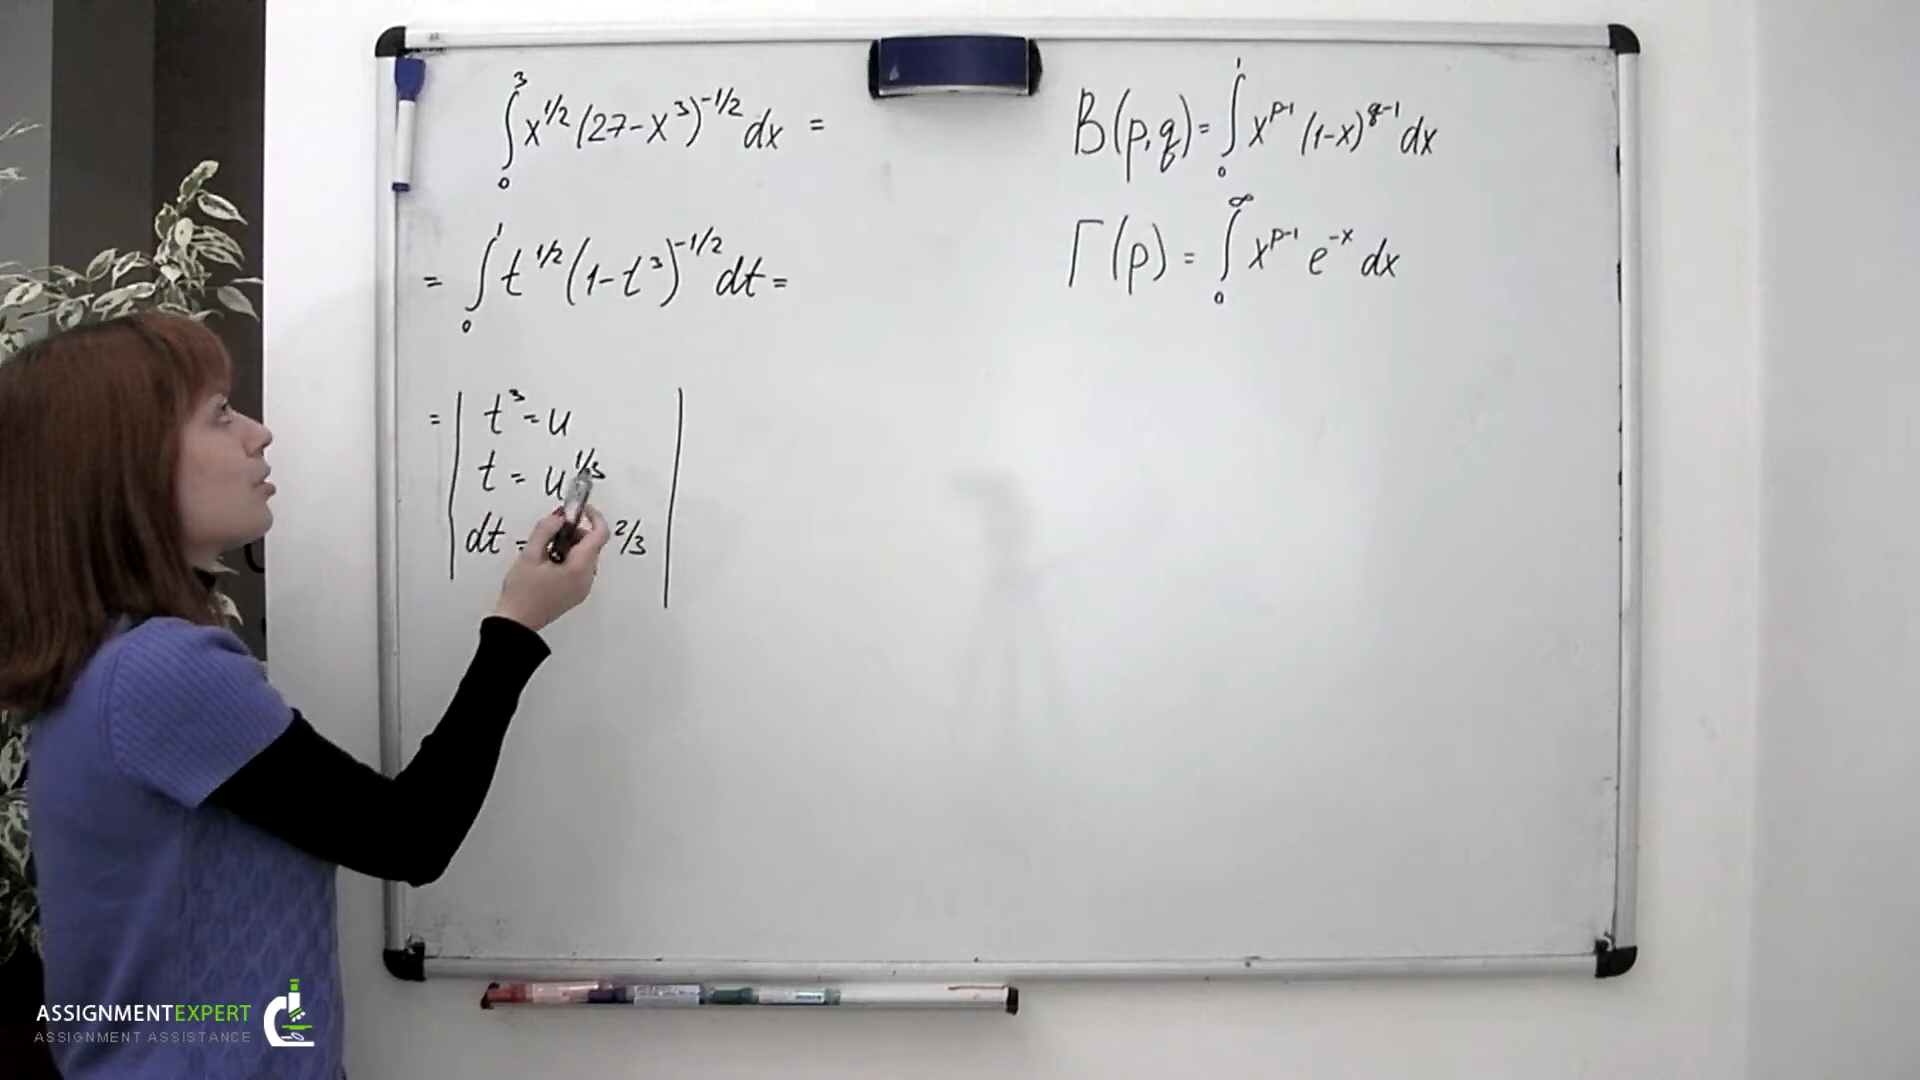 ∫₀³ x^{1/2} (27-x³)^{-1/2} dx =
= ∫₀¹ t^{1/2} (1-t³)^{-1/2} dt =
= | t³ = u
t = u^{1/3}
dt = 2/3 |
B(p,q) = ∫₀¹ x^{p-1} (1-x)^{q-1} dx
Γ(p) = ∫₀^∞ x^{p-1} e^{-x} dx
ASSIGNMENTEXPERT
ASSIGNMENT ASSISTANCE